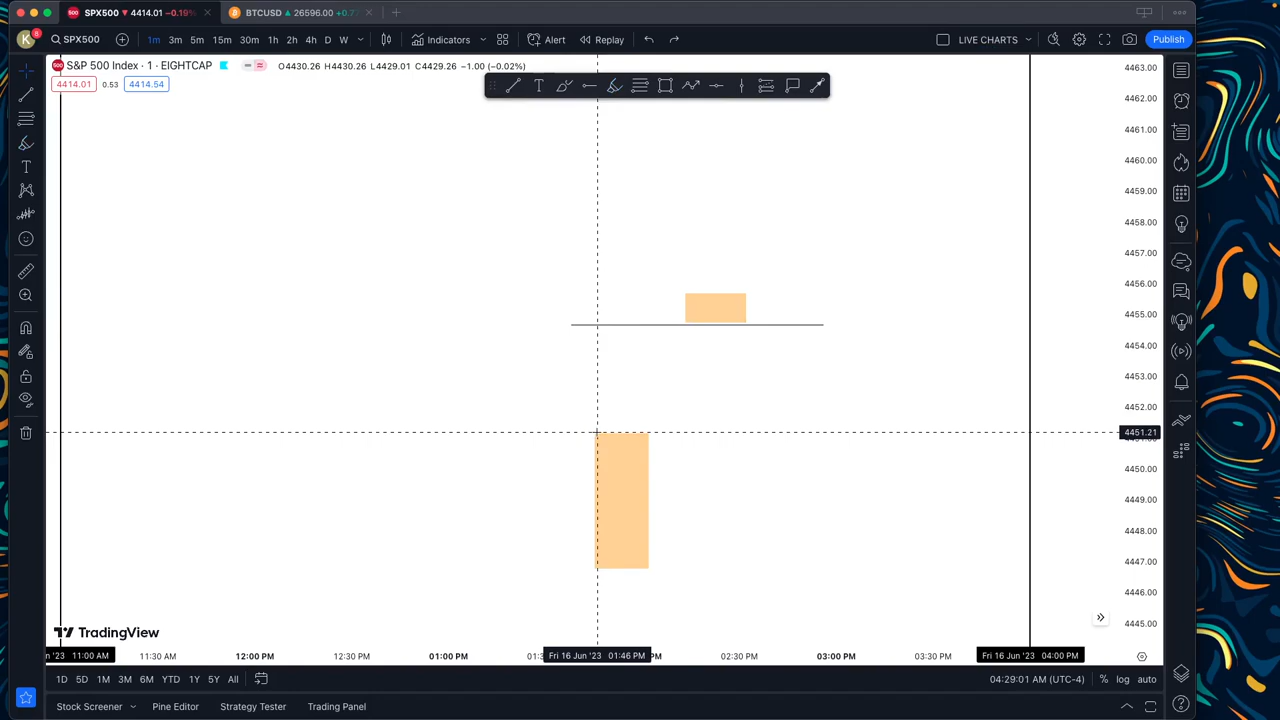 SPX500 ▼ 4414.01 −0.19%
BTCUSD ▲ 26596.00 +0.7
K 8 SPX500 1m 3m 5m 15m 30m 1h 2h 4h D W Indicators Alert Replay LIVE CHARTS Publish
500 S&P 500 Index · 1 · EIGHTCAP O4430.26 H4430.26 L4429.01 C4429.26 −1.00 (−0.02%)
4414.01 0.53 4414.54
4463.00
4462.00
4461.00
4460.00
4459.00
4458.00
4457.00
4456.00
4455.00
4454.00
4453.00
4452.00
4451.21
4450.00
4449.00
4448.00
4447.00
4446.00
4445.00
TradingView
n '23 11:00 AM 11:30 AM 12:00 PM 12:30 PM 01:00 PM 01:3 Fri 16 Jun '23 01:46 PM PM 02:30 PM 03:00 PM 03:30 PM Fri 16 Jun '23 04:00 PM
1D 5D 1M 3M 6M YTD 1Y 5Y All 04:29:01 AM (UTC-4) % log auto
Stock Screener Pine Editor Strategy Tester Trading Panel